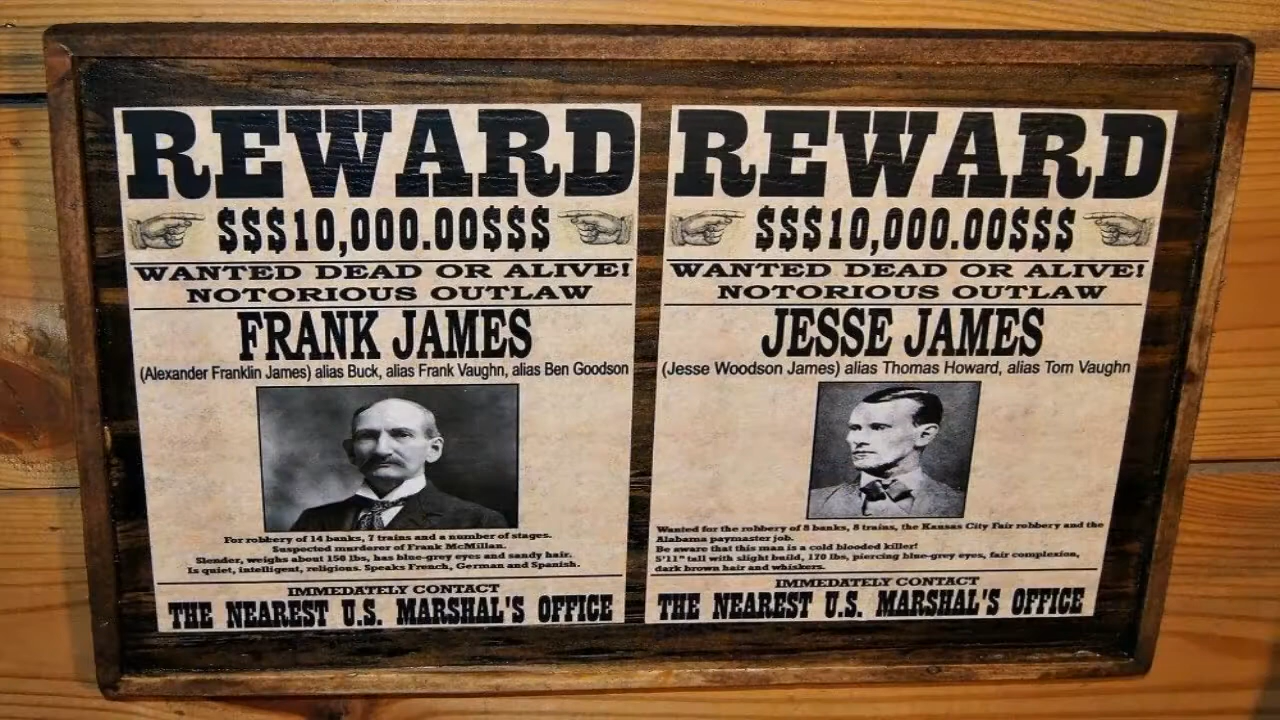 REWARD
$$$10,000.00$$$
WANTED DEAD OR ALIVE!
NOTORIOUS OUTLAW
FRANK JAMES
(Alexander Franklin James) alias Buck, alias Frank Vaughn, alias Ben Goodson
For robbery of 14 banks, 7 trains and a number of stages.
Suspected murderer of Frank McMillan.
Slender, weighs about 150 lbs, has blue-grey eyes and sandy hair.
Is quiet, intelligent, religions. Speaks French, German and Spanish.
IMMEDIATELY CONTACT
THE NEAREST U.S. MARSHAL'S OFFICE
REWARD
$$$10,000.00$$$
WANTED DEAD OR ALIVE!
NOTORIOUS OUTLAW
JESSE JAMES
(Jesse Woodson James) alias Thomas Howard, alias Tom Vaughn
Wanted for the robbery of 8 banks, 8 trains, the Kansas City Fair robbery and the
Alabama paymaster job.
Be aware that this man is a cold blooded killer!
5'11" tall with slight build, 170 lbs, piercing blue-grey eyes, fair complexion,
dark brown hair and whiskers.
IMMEDIATELY CONTACT
THE NEAREST U.S. MARSHAL'S OFFICE